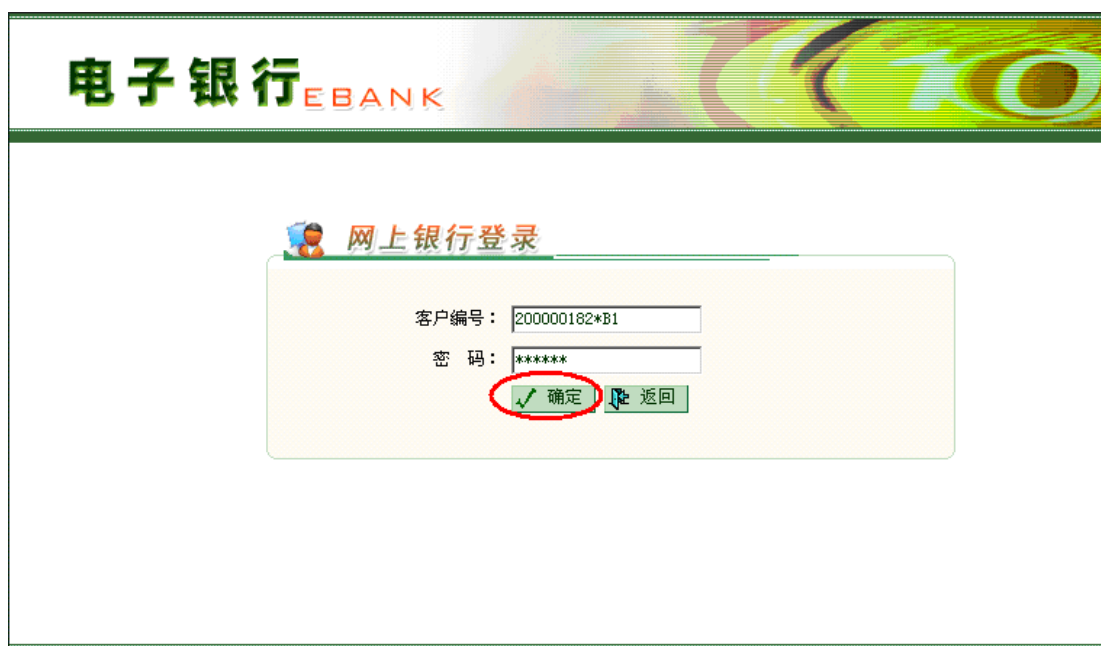 电子银行EBANK
网上银行登录
客户编号：200000182*B1
密 码：******
确定 返回